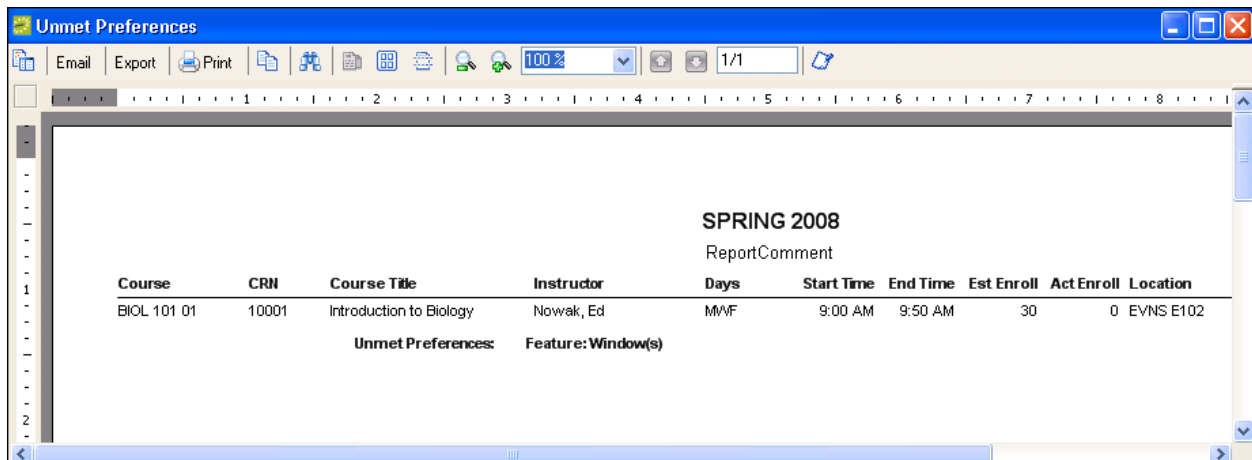 Unmet Preferences
Email Export Print 100 % 1/1
1 2 3 4 5 6 7 8
SPRING 2008
ReportComment
Course CRN Course Title Instructor Days Start Time End Time Est Enroll Act Enroll Location
1
BIOL 101 01 10001 Introduction to Biology Nowak, Ed MWF 9:00 AM 9:50 AM 30 0 EVNS E102
Unmet Preferences: Feature: Window(s)
2